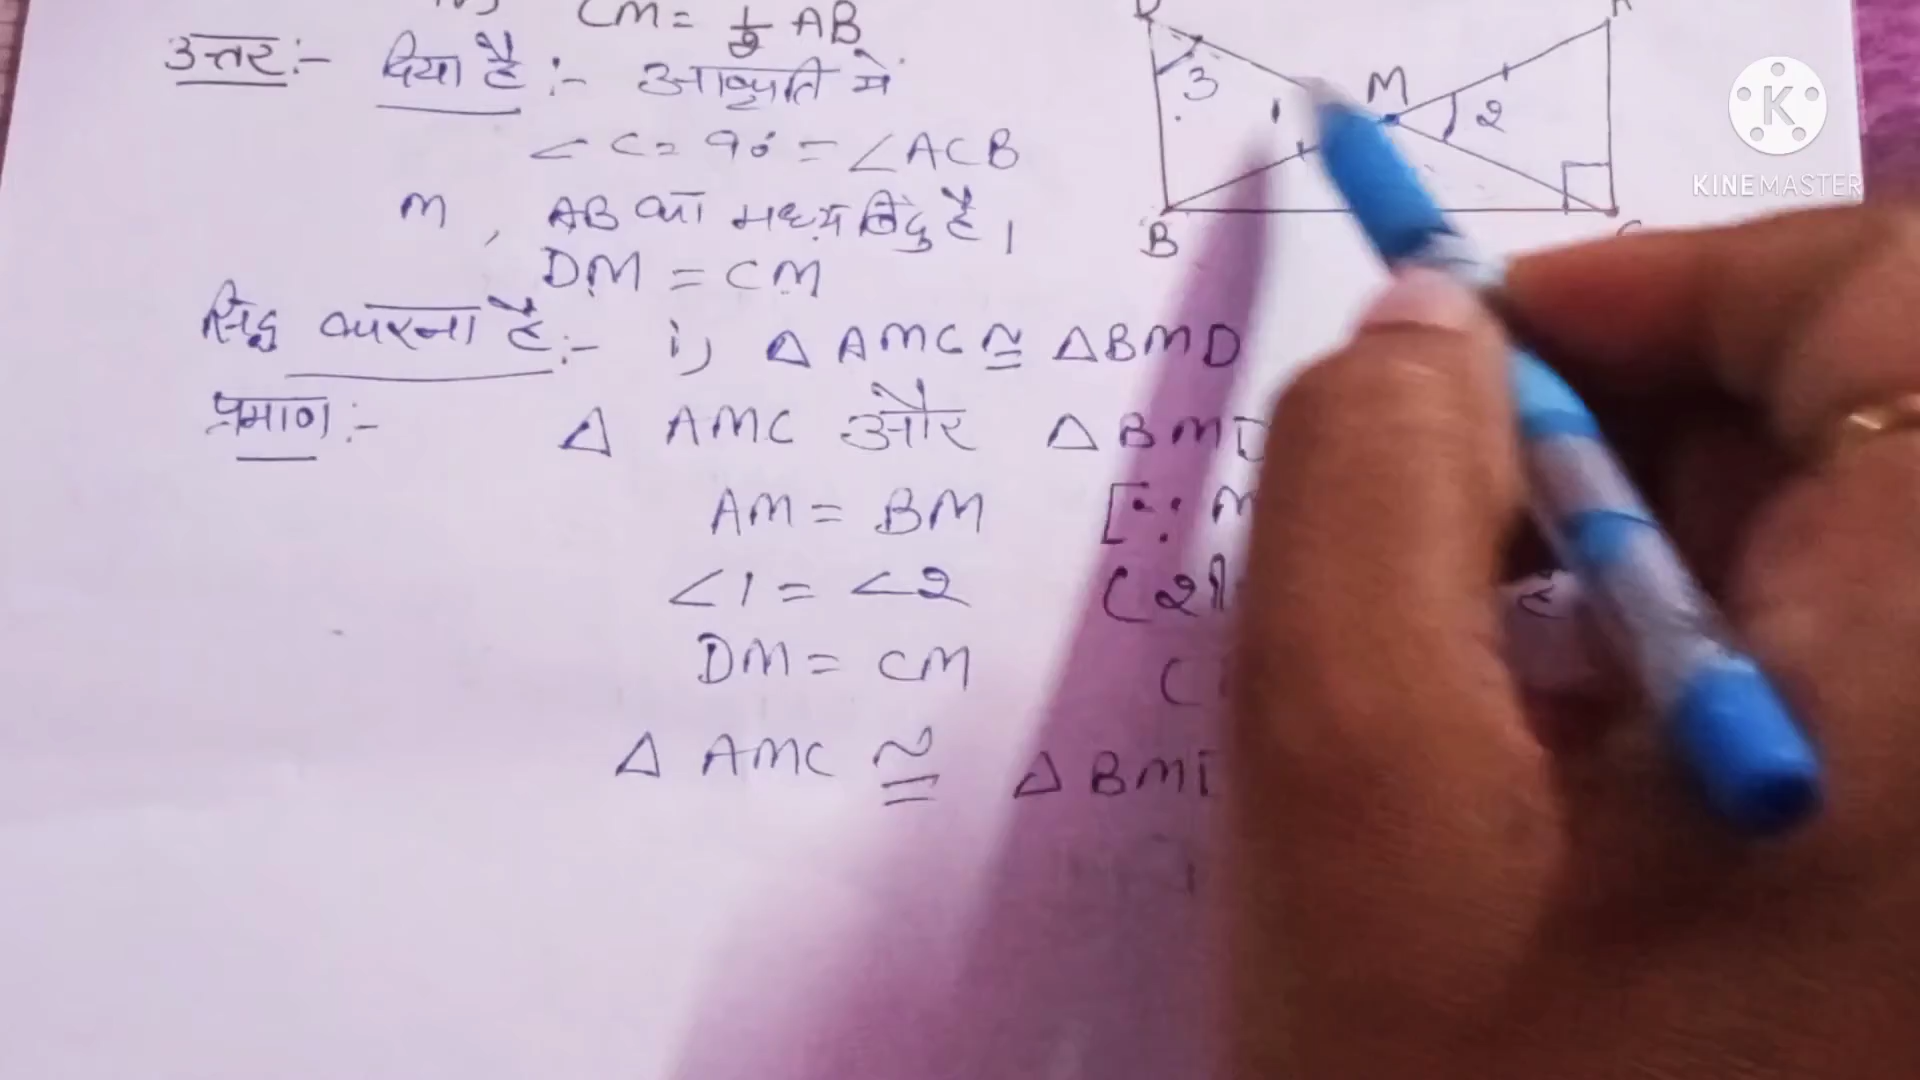 CM = 1/2 AB
उत्तर:- दिया है :- आकृति में
∠C = 90° = ∠ACB
M, AB का मध्य बिंदु है।
DM = CM
सिद्ध करना है:- i) △ AMC ≅ △BMD
प्रमाण:- △ AMC और △ BMD
AM = BM [∵ M
∠1 = ∠2
DM = CM (
△ AMC ≅ △ BMD
3
1
M
2
B
K
KINEMASTER